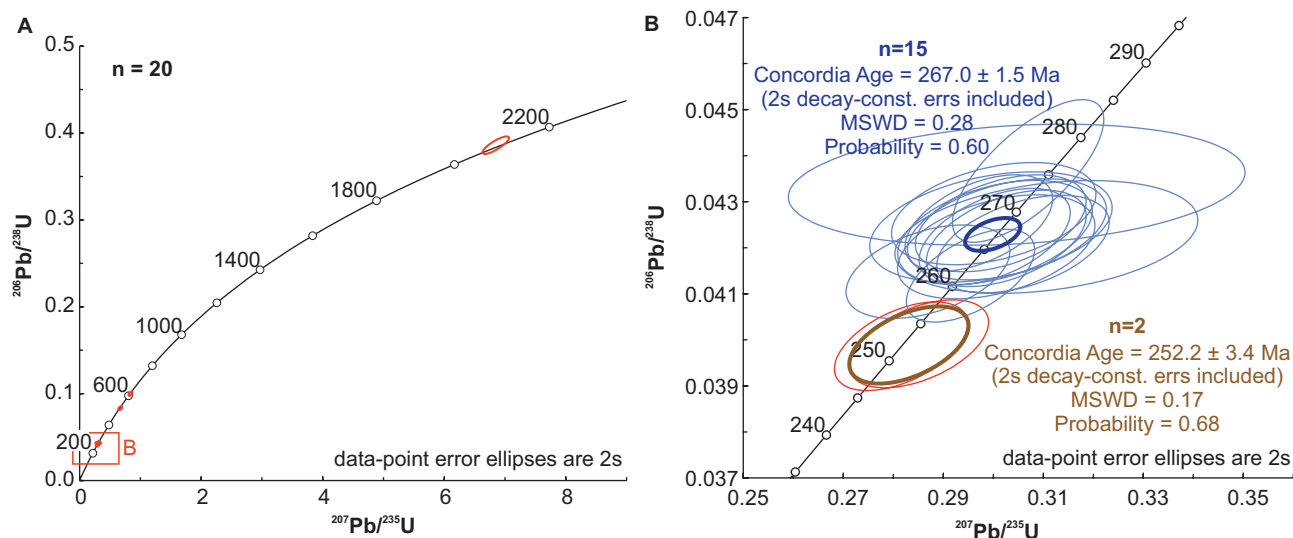 A
n = 20
0.5
0.4
0.3
0.2
0.1
0.0
200
600
1000
1400
1800
2200
B
data-point error ellipses are 2s
0 2 4 6 8
²⁰⁷Pb/²³⁵U
²⁰⁶Pb/²³⁸U
B
n=15
Concordia Age = 267.0 ± 1.5 Ma
(2s decay-const. errs included)
MSWD = 0.28
Probability = 0.60
0.047
0.045
0.043
0.041
0.039
0.037
290
280
270
260
250
240
n=2
Concordia Age = 252.2 ± 3.4 Ma
(2s decay-const. errs included)
MSWD = 0.17
Probability = 0.68
data-point error ellipses are 2s
0.25 0.27 0.29 0.31 0.33 0.35
²⁰⁷Pb/²³⁵U
²⁰⁶Pb/²³⁸U